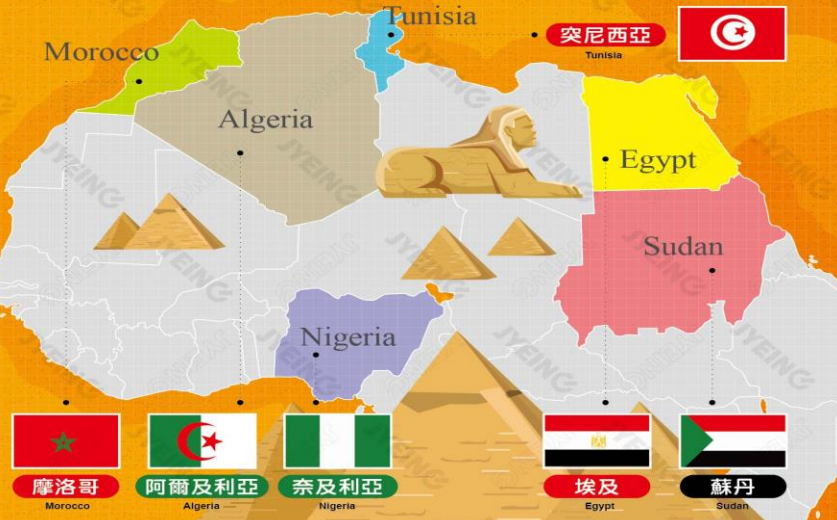 Tunisia
突尼西亞
Tunisia
Morocco
Algeria
Egypt
Sudan
Nigeria
摩洛哥
Morocco
阿爾及利亞
Algeria
奈及利亞
Nigeria
埃及
Egypt
蘇丹
Sudan
JYEING